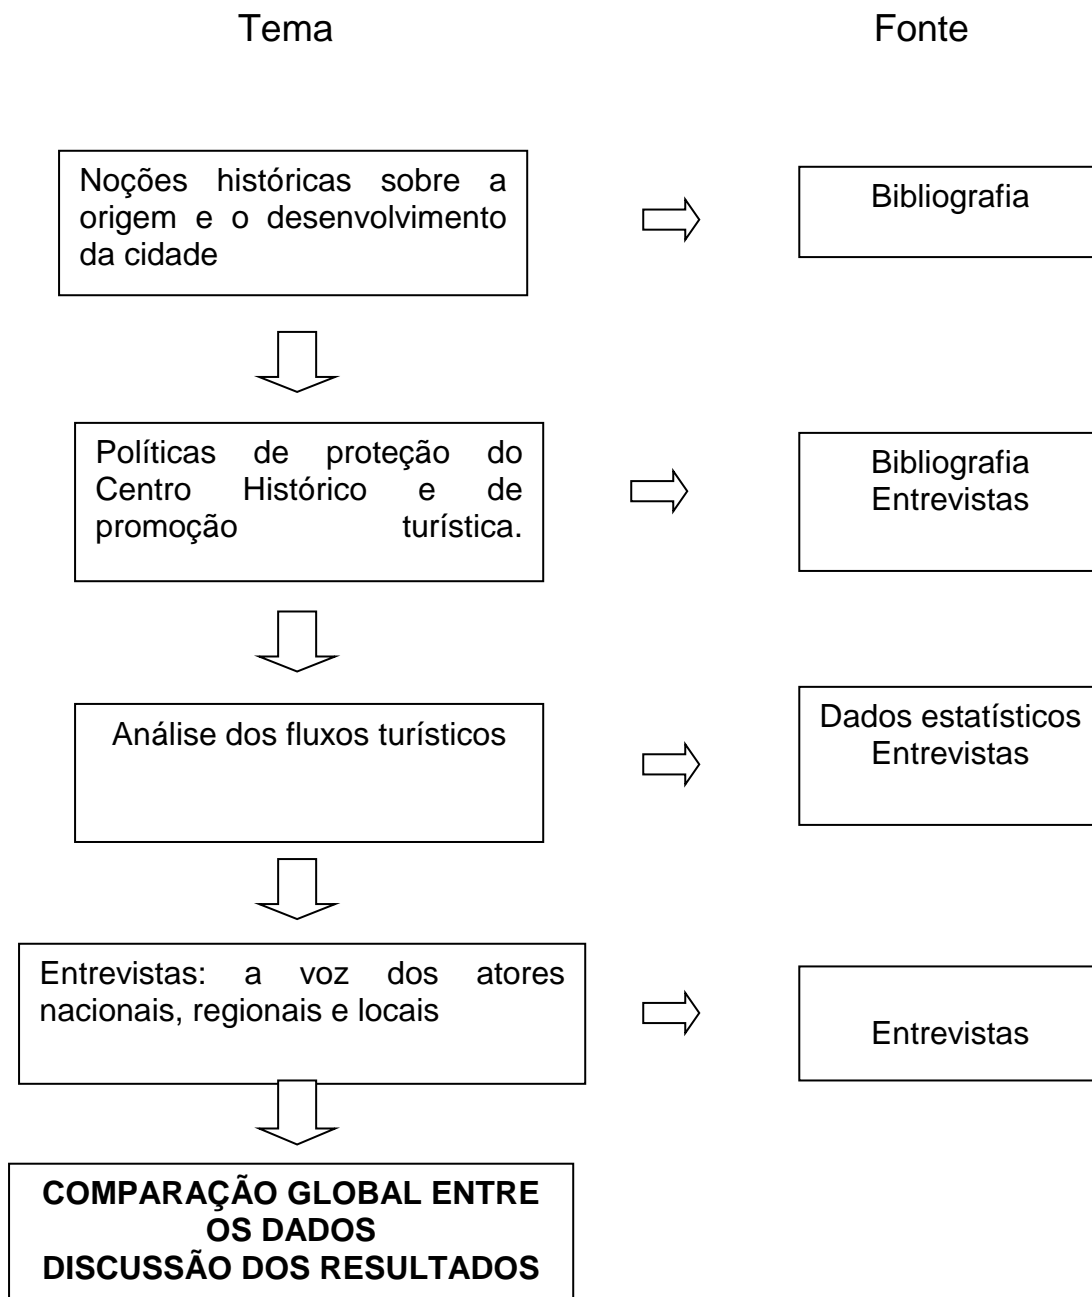 Tema
Fonte
Noções históricas sobre a
origem e o desenvolvimento
da cidade
Bibliografia
Políticas de proteção do
Centro Histórico e de
promoção turística.
Bibliografia
Entrevistas
Análise dos fluxos turísticos
Dados estatísticos
Entrevistas
Entrevistas: a voz dos atores
nacionais, regionais e locais
Entrevistas
COMPARAÇÃO GLOBAL ENTRE
OS DADOS
DISCUSSÃO DOS RESULTADOS